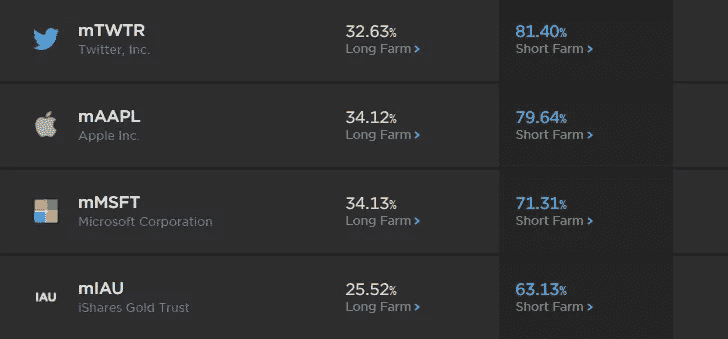 mTWTR
Twitter, Inc.
32.63%
Long Farm >
81.40%
Short Farm >
mAAPL
Apple Inc.
34.12%
Long Farm >
79.64%
Short Farm >
mMSFT
Microsoft Corporation
34.13%
Long Farm >
71.31%
Short Farm >
IAU
mIAU
iShares Gold Trust
25.52%
Long Farm >
63.13%
Short Farm >